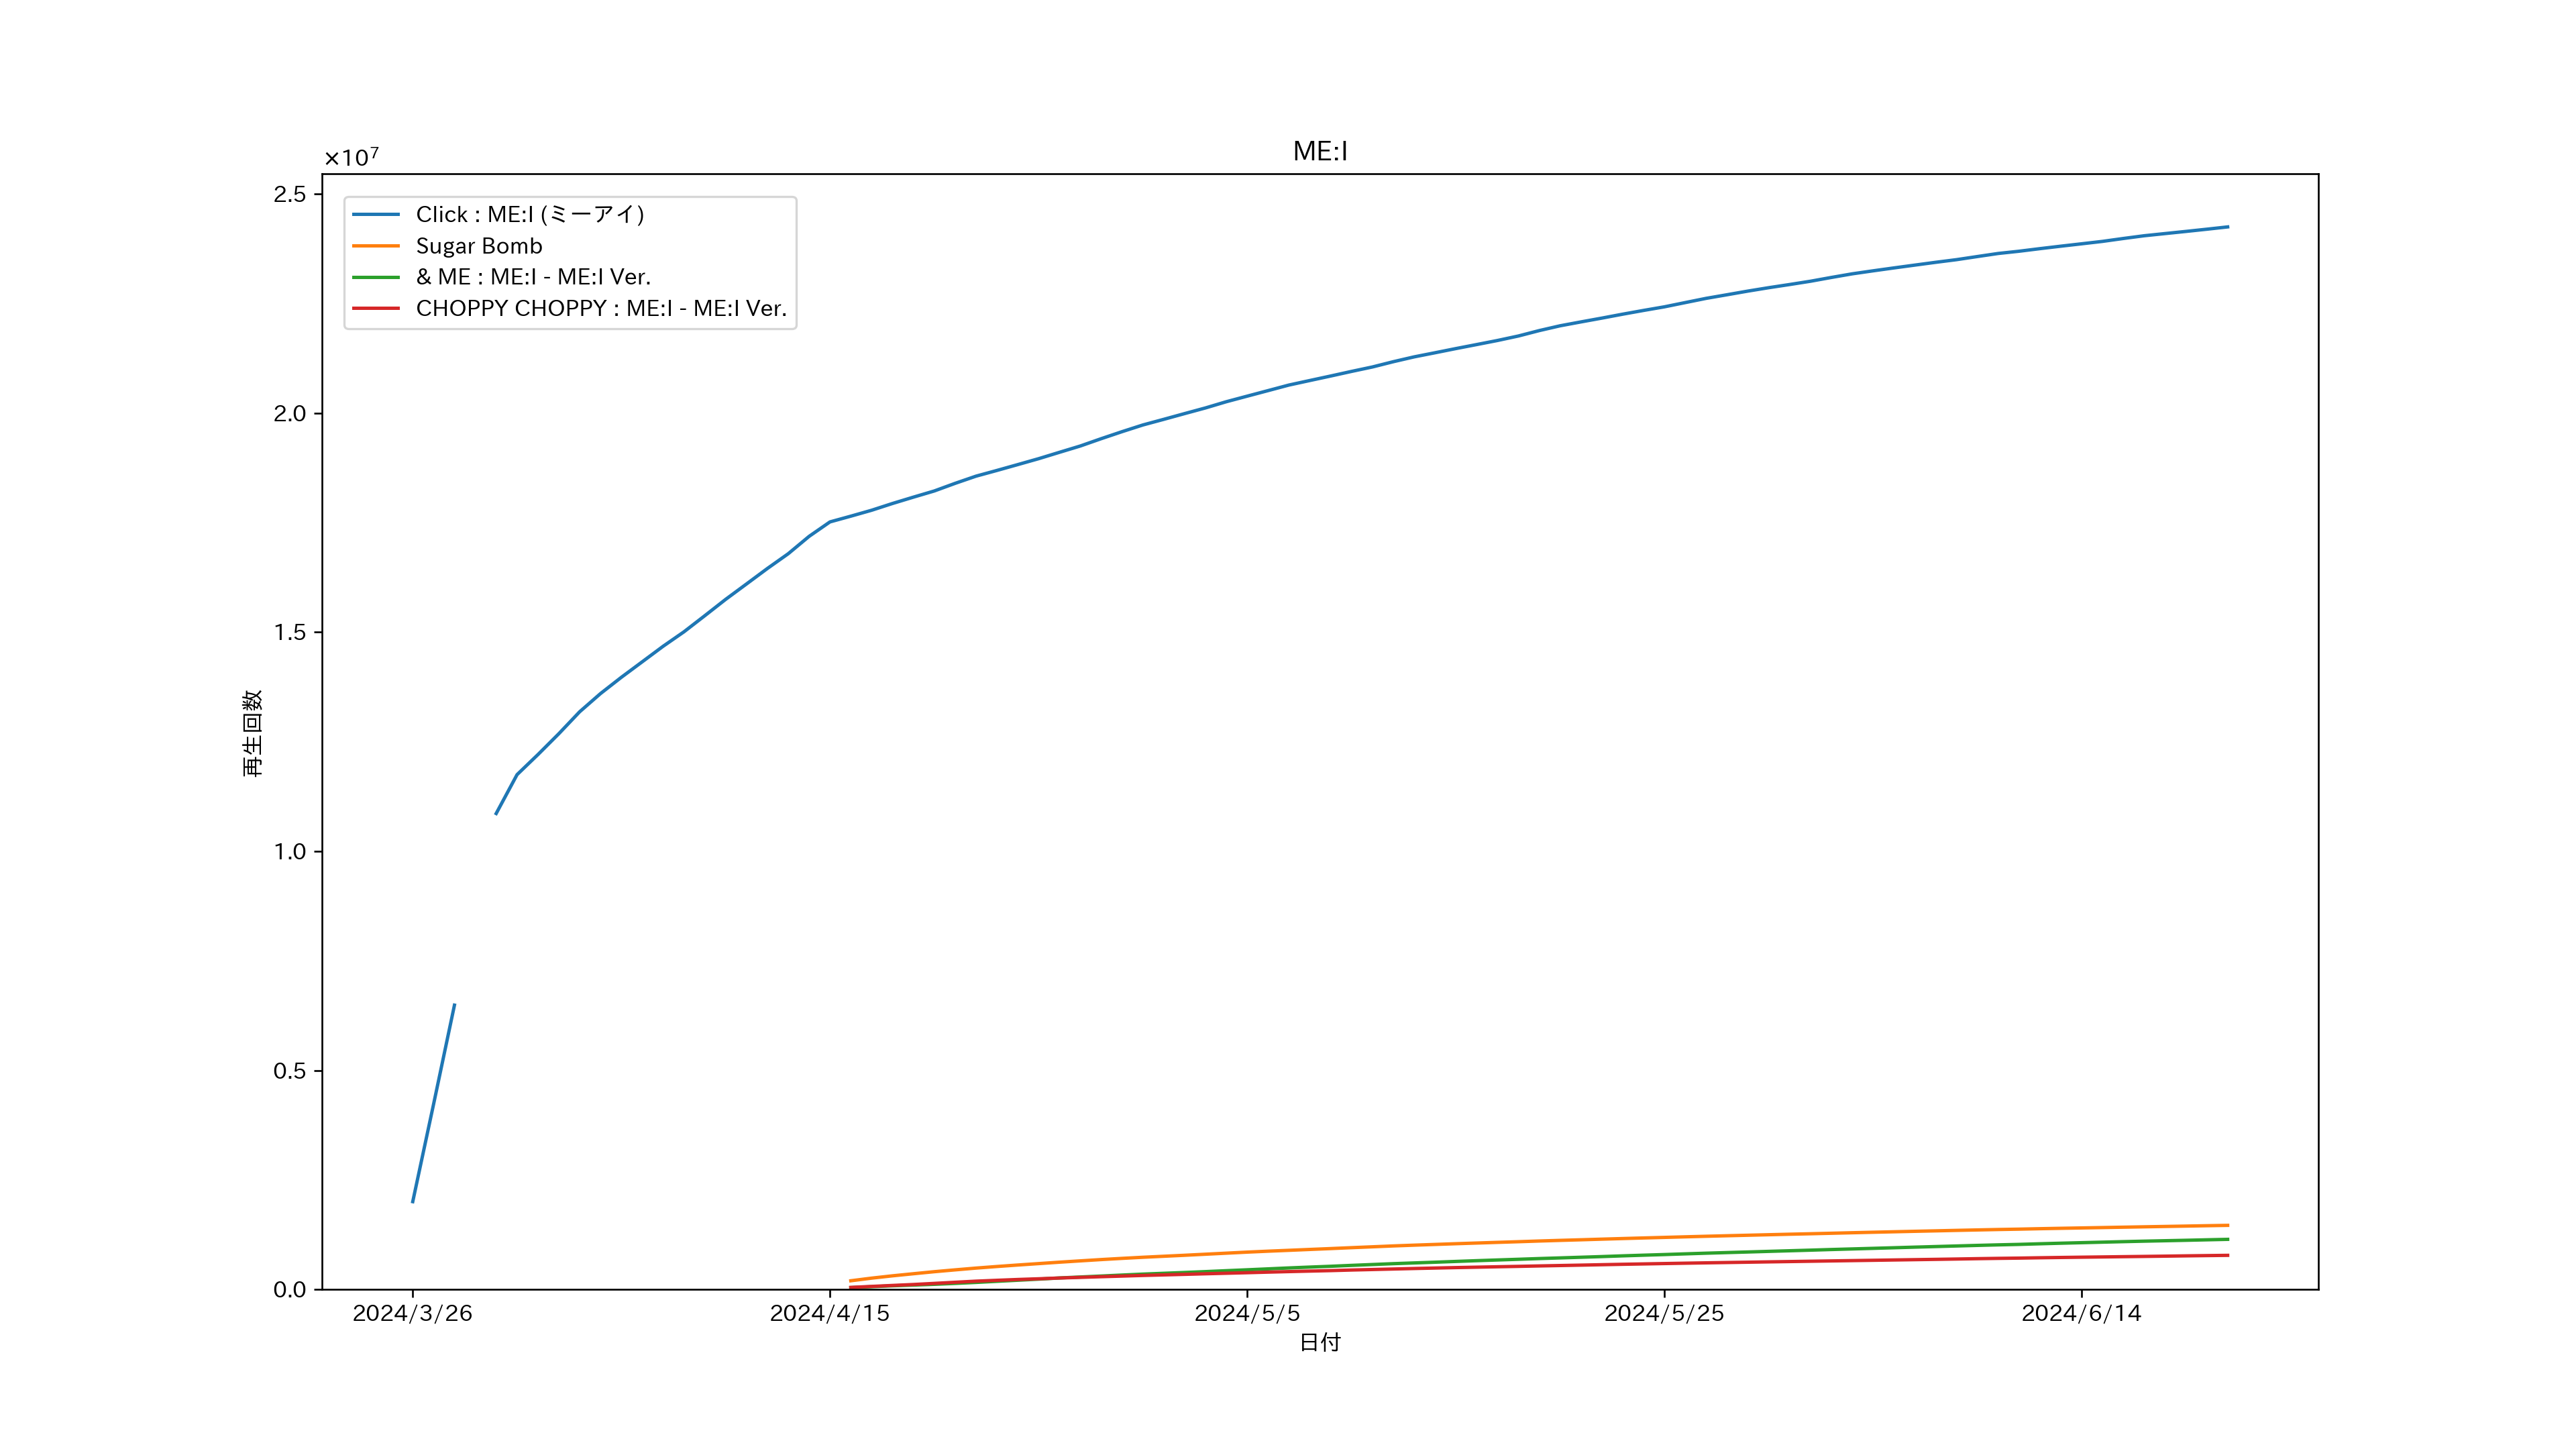 ME:I
×10⁷
2.5
2.0
1.5
1.0
0.5
0.0
Click : ME:I (ミーアイ)
Sugar Bomb
& ME : ME:I - ME:I Ver.
CHOPPY CHOPPY : ME:I - ME:I Ver.
再生回数
2024/3/26 2024/4/15 2024/5/5 2024/5/25 2024/6/14
日付